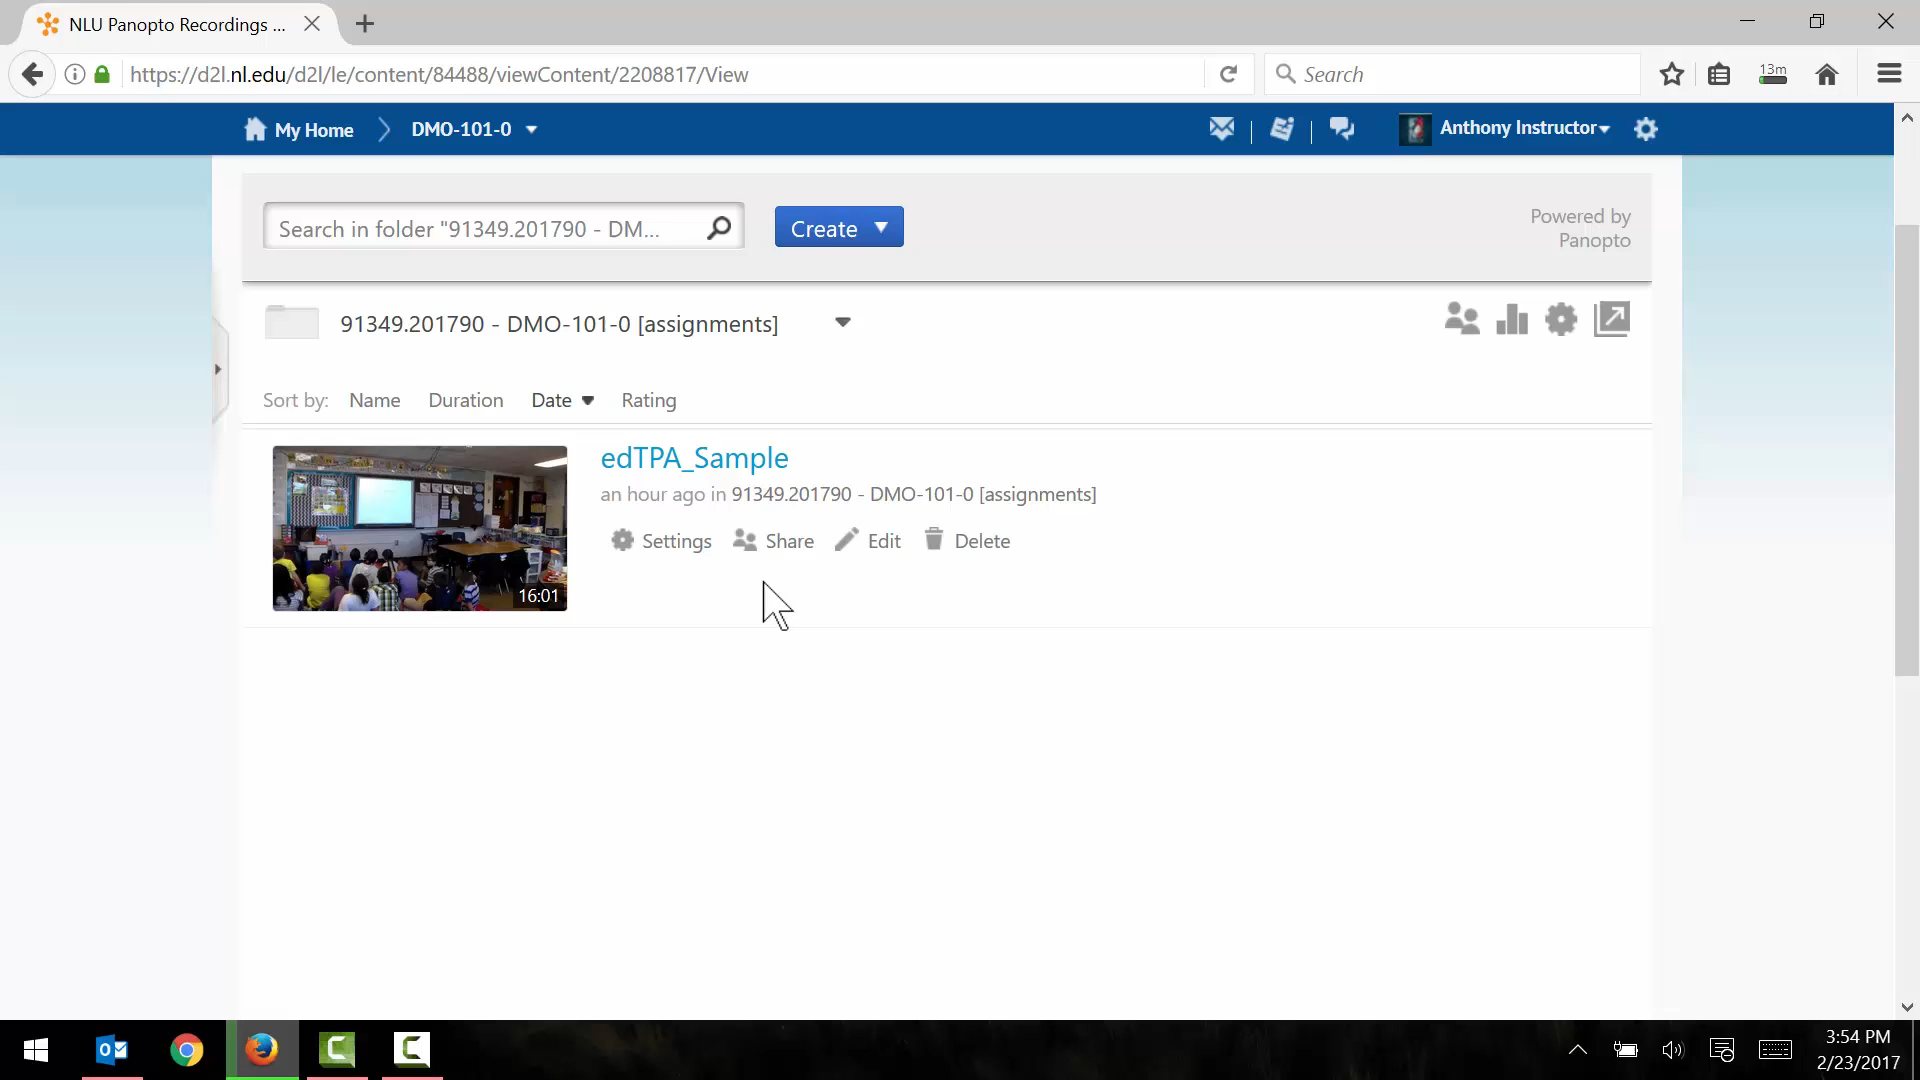 NLU Panopto Recordings ...
https://d2l.nl.edu/d2l/le/content/84488/viewContent/2208817/View
Search
13m
My Home
DMO-101-0
Anthony Instructor
Search in folder "91349.201790 - DM...
Create
Powered by
Panopto
91349.201790 - DMO-101-0 [assignments]
Sort by: Name Duration Date Rating
edTPA_Sample
an hour ago in 91349.201790 - DMO-101-0 [assignments]
Settings Share Edit Delete
16:01
3:54 PM
2/23/2017